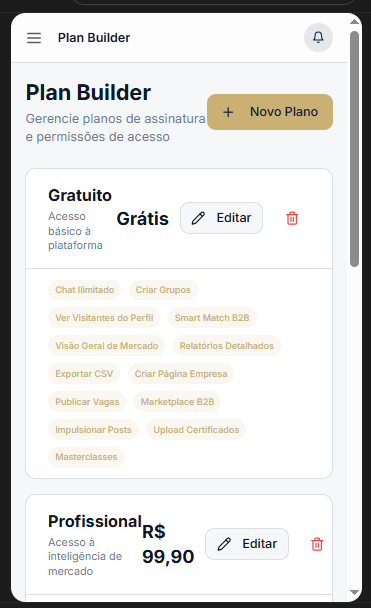 Plan Builder
Plan Builder
Gerencie planos de assinatura
e permissões de acesso
Novo Plano
Gratuito
Acesso
básico à
plataforma
Grátis
Editar
Chat Ilimitado
Criar Grupos
Ver Visitantes do Perfil
Smart Match B2B
Visão Geral de Mercado
Relatórios Detalhados
Exportar CSV
Criar Página Empresa
Publicar Vagas
Marketplace B2B
Impulsionar Posts
Upload Certificados
Masterclasses
Profissional
Acesso à
inteligência de
mercado
R$
99,90
Editar